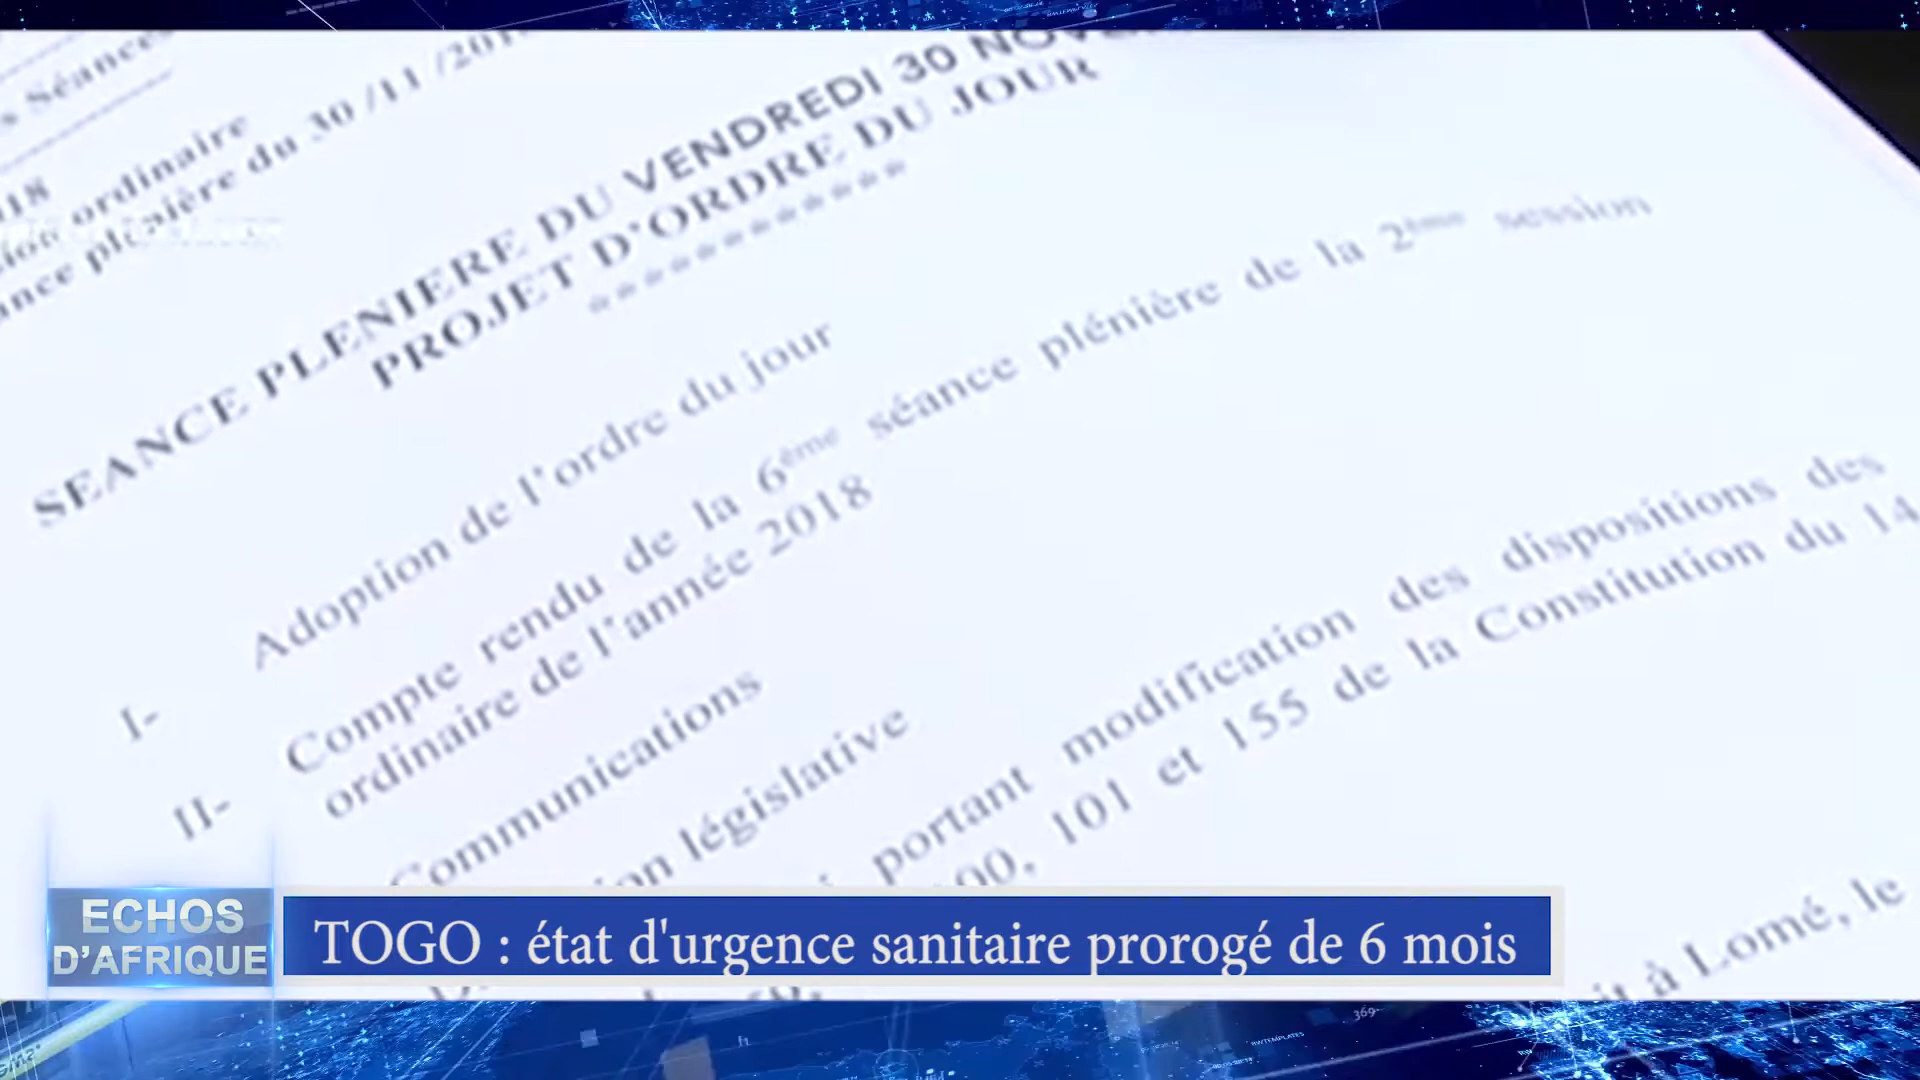 s Séances
ordinaire
plénière du 30 /11 /201
SEANCE PLENIERE DU VENDREDI 30 NOV
PROJET D'ORDRE DU JOUR
**************
I- Adoption de l'ordre du jour
II- Compte rendu de la 6ème séance plénière de la 2ème session
ordinaire de l'année 2018
Communications
législative
portant modification des dispositions des
101 et 155 de la Constitution du 14
à Lomé, le
ECHOS
D'AFRIQUE
TOGO : état d'urgence sanitaire prorogé de 6 mois